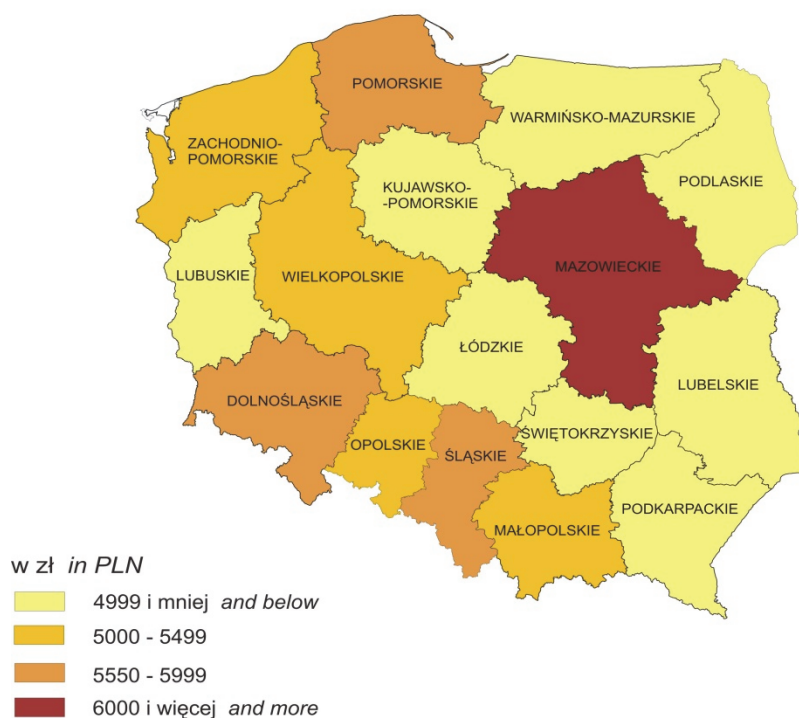 POMORSKIE
WARMIŃSKO-MAZURSKIE
ZACHODNIO-
POMORSKIE
KUJAWSKO-
-POMORSKIE
PODLASKIE
LUBUSKIE
WIELKOPOLSKIE
MAZOWIECKIE
ŁÓDZKIE
LUBELSKIE
DOLNOŚLĄSKIE
OPOLSKIE
ŚLĄSKIE
ŚWIĘTOKRZYSKIE
MAŁOPOLSKIE
PODKARPACKIE
w zł in PLN
4999 i mniej and below
5000 - 5499
5550 - 5999
6000 i więcej and more